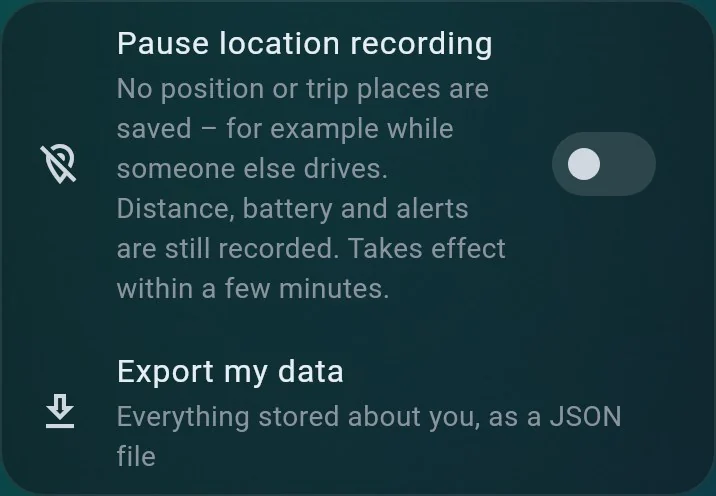 Pause location recording
No position or trip places are
saved – for example while
someone else drives.
Distance, battery and alerts
are still recorded. Takes effect
within a few minutes.
Export my data
Everything stored about you, as a JSON
file